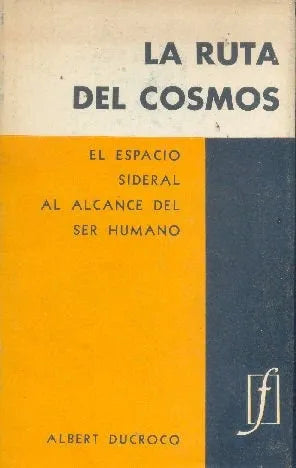 LA RUTA
DEL COSMOS
EL ESPACIO
SIDERAL
AL ALCANCE DEL
SER HUMANO
f
ALBERT DUCROCQ